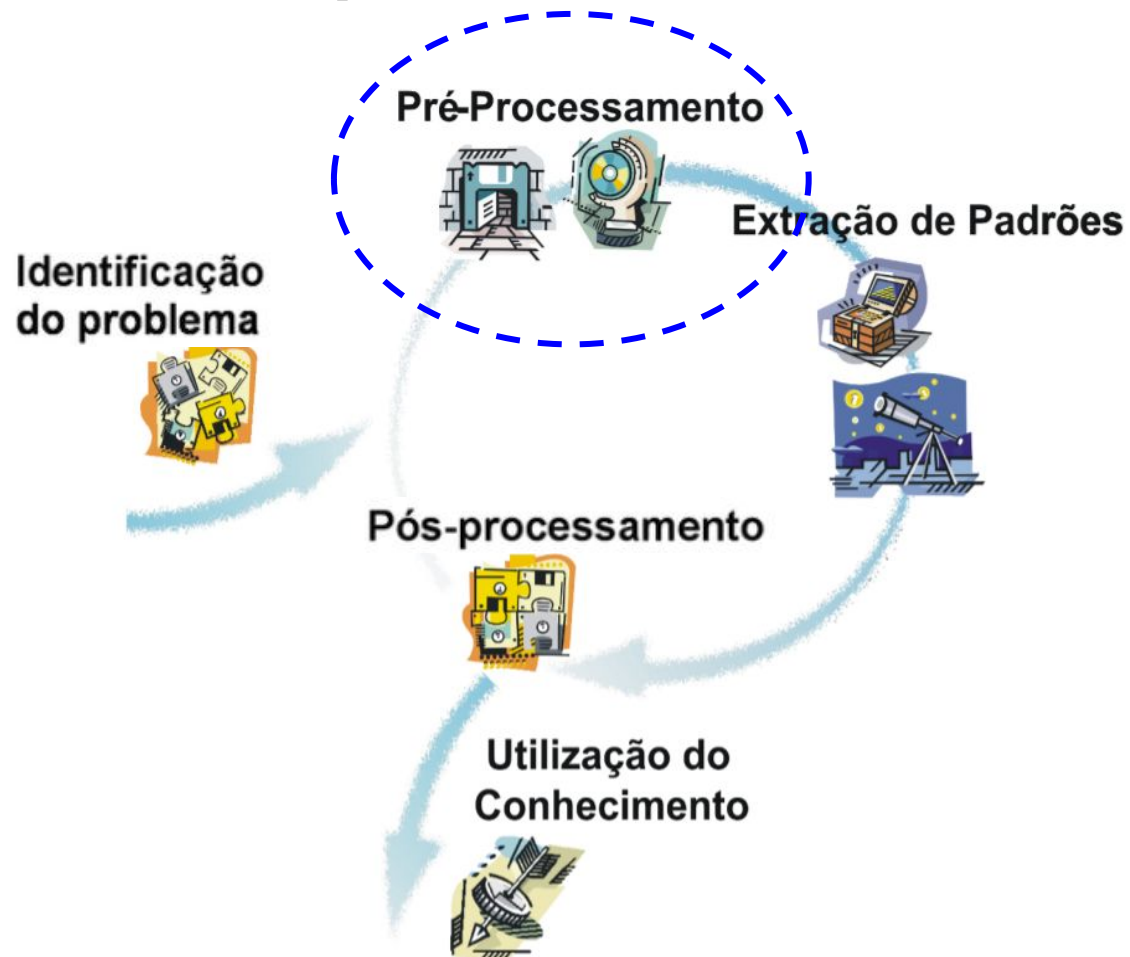 Pré-Processamento
Extração de Padrões
Identificação
do problema
Pós-processamento
Utilização do
Conhecimento